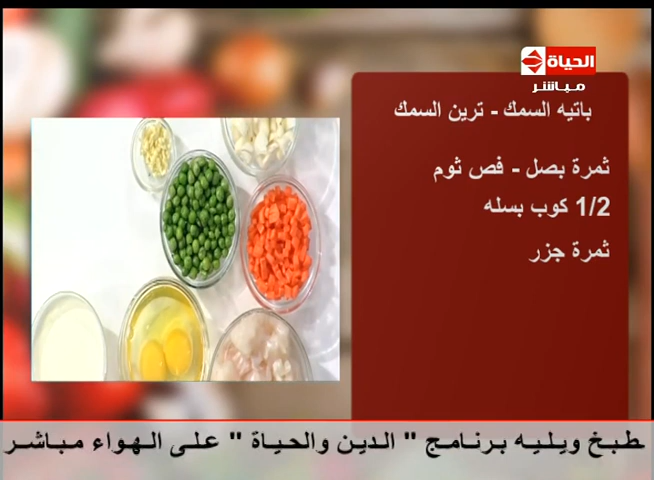 الحياة
مباشر
باتيه السمك - ترين السمك
ثمرة بصل - فص ثوم
1/2 كوب بسله
ثمرة جزر
طبخ ويليه برنامج " الدين والحياة " على الهواء مباشر